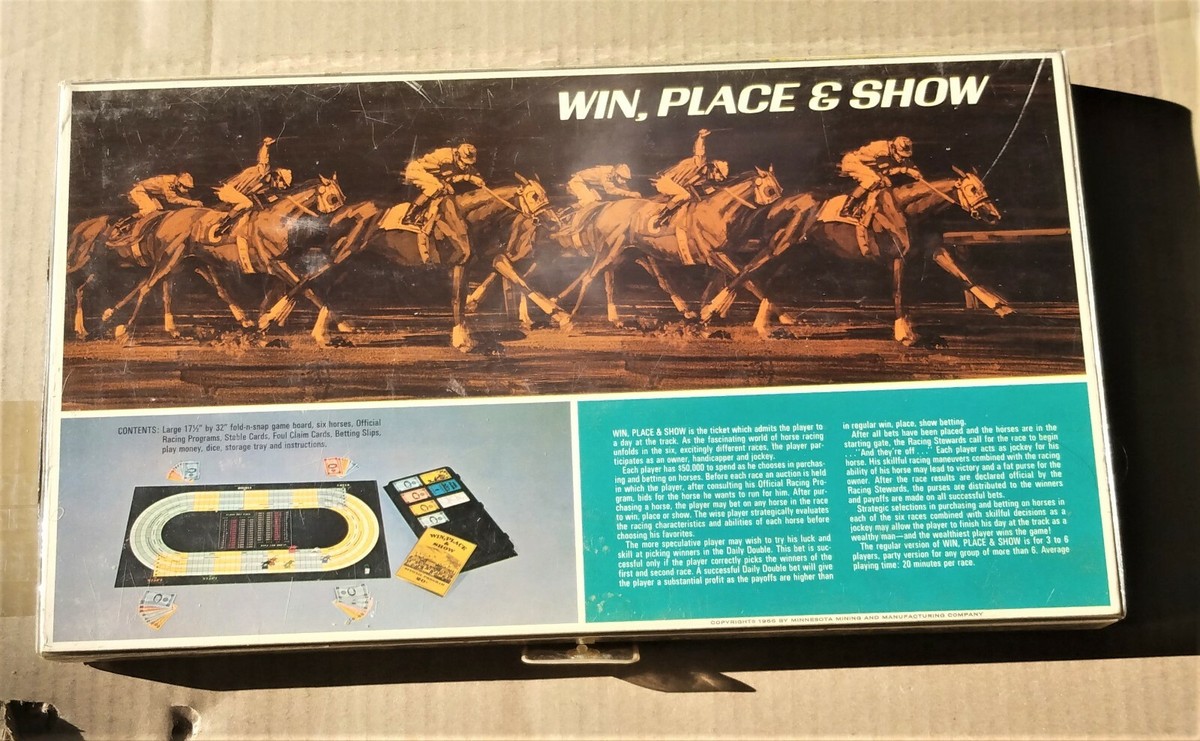 WIN, PLACE & SHOW
CONTENTS: Large 17½" by 32" fold-n-snap game board, six horses, Official
Racing Programs, Stable Cards, Foul Claim Cards, Betting Slips,
play money, dice, storage tray and instructions.
WIN, PLACE & SHOW
WIN, PLACE & SHOW is the ticket which admits the player to
a day at the track. As the fascinating world of horse racing
unfolds in the six, excitingly different races, the player par-
ticipates as an owner, handicapper and jockey.
Each player has $50,000 to spend as he chooses in purchas-
ing and betting on horses. Before each race an auction is held
in which the player, after consulting his Official Racing Pro-
gram, bids for the horse he wants to run for him. After pur-
chasing a horse, the player may bet on any horse in the race
to win, place or show. The wise player strategically evaluates
the racing characteristics and abilities of each horse before
choosing his favorites.
The more speculative player may wish to try his luck and
skill at picking winners in the Daily Double. This bet is suc-
cessful only if the player correctly picks the winners of the
first and second race. A successful Daily Double bet will give
the player a substantial profit as the payoffs are higher than
in regular win, place, show betting.
After all bets have been placed and the horses are in the
starting gate, the Racing Stewards call for the race to begin
. . ."And they're off . . ." Each player acts as jockey for his
horse. His skillful racing maneuvers combined with the racing
ability of his horse may lead to victory and a fat purse for the
owner. After the race results are declared official by the
Racing Stewards, the purses are distributed to the winners
and payoffs are made on all successful bets.
Strategic selections in purchasing and betting on horses in
each of the six races combined with skillful decisions as a
jockey may allow the player to finish his day at the track as a
wealthy man—and the wealthiest player wins the game!
The regular version of WIN, PLACE & SHOW is for 3 to 6
players, party version for any group of more than 6. Average
playing time: 20 minutes per race.
COPYRIGHT© 1966 BY MINNESOTA MINING AND MANUFACTURING COMPANY